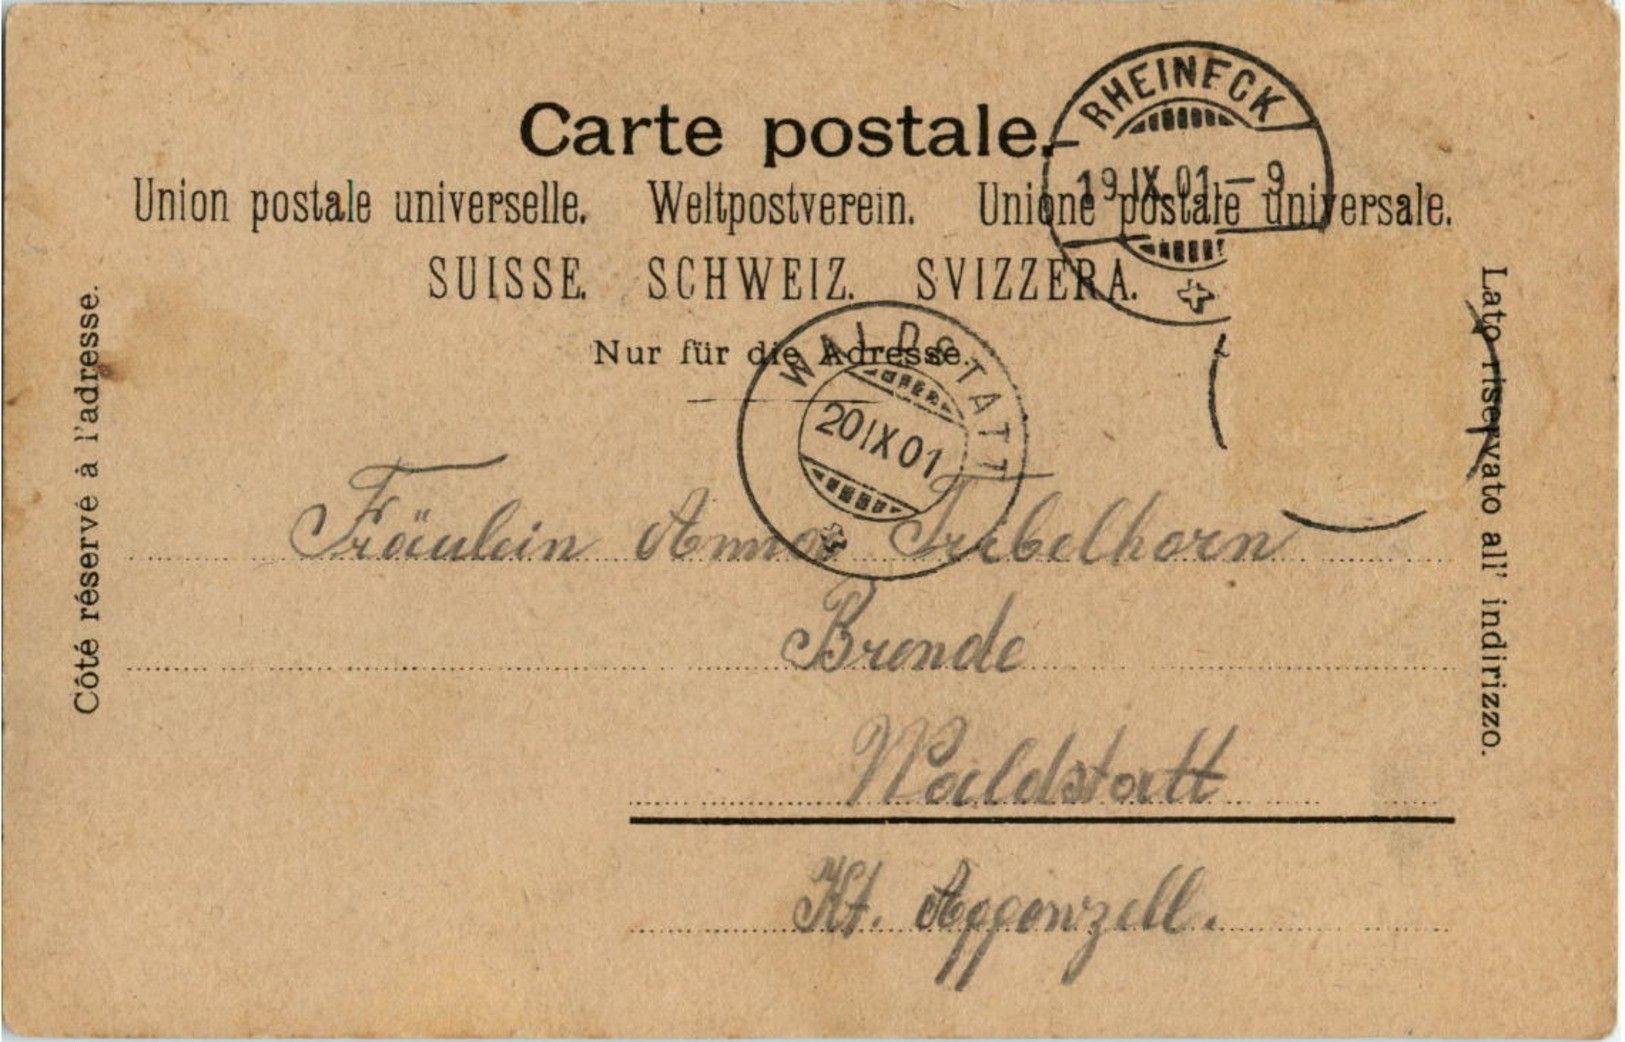 Carte postale.
RHEINECK
19.IX.01.-9
Union postale universelle. Weltpostverein. Unione postale universale.
SUISSE. SCHWEIZ. SVIZZERA.
Nur für die Adresse.
WALDSTATT
20.IX.01
Côté réservé à l'adresse.
Lato riservato all' indirizzo.
Fräulein Anna Trebelhorn
Waldstatt
Kt. Appenzell.